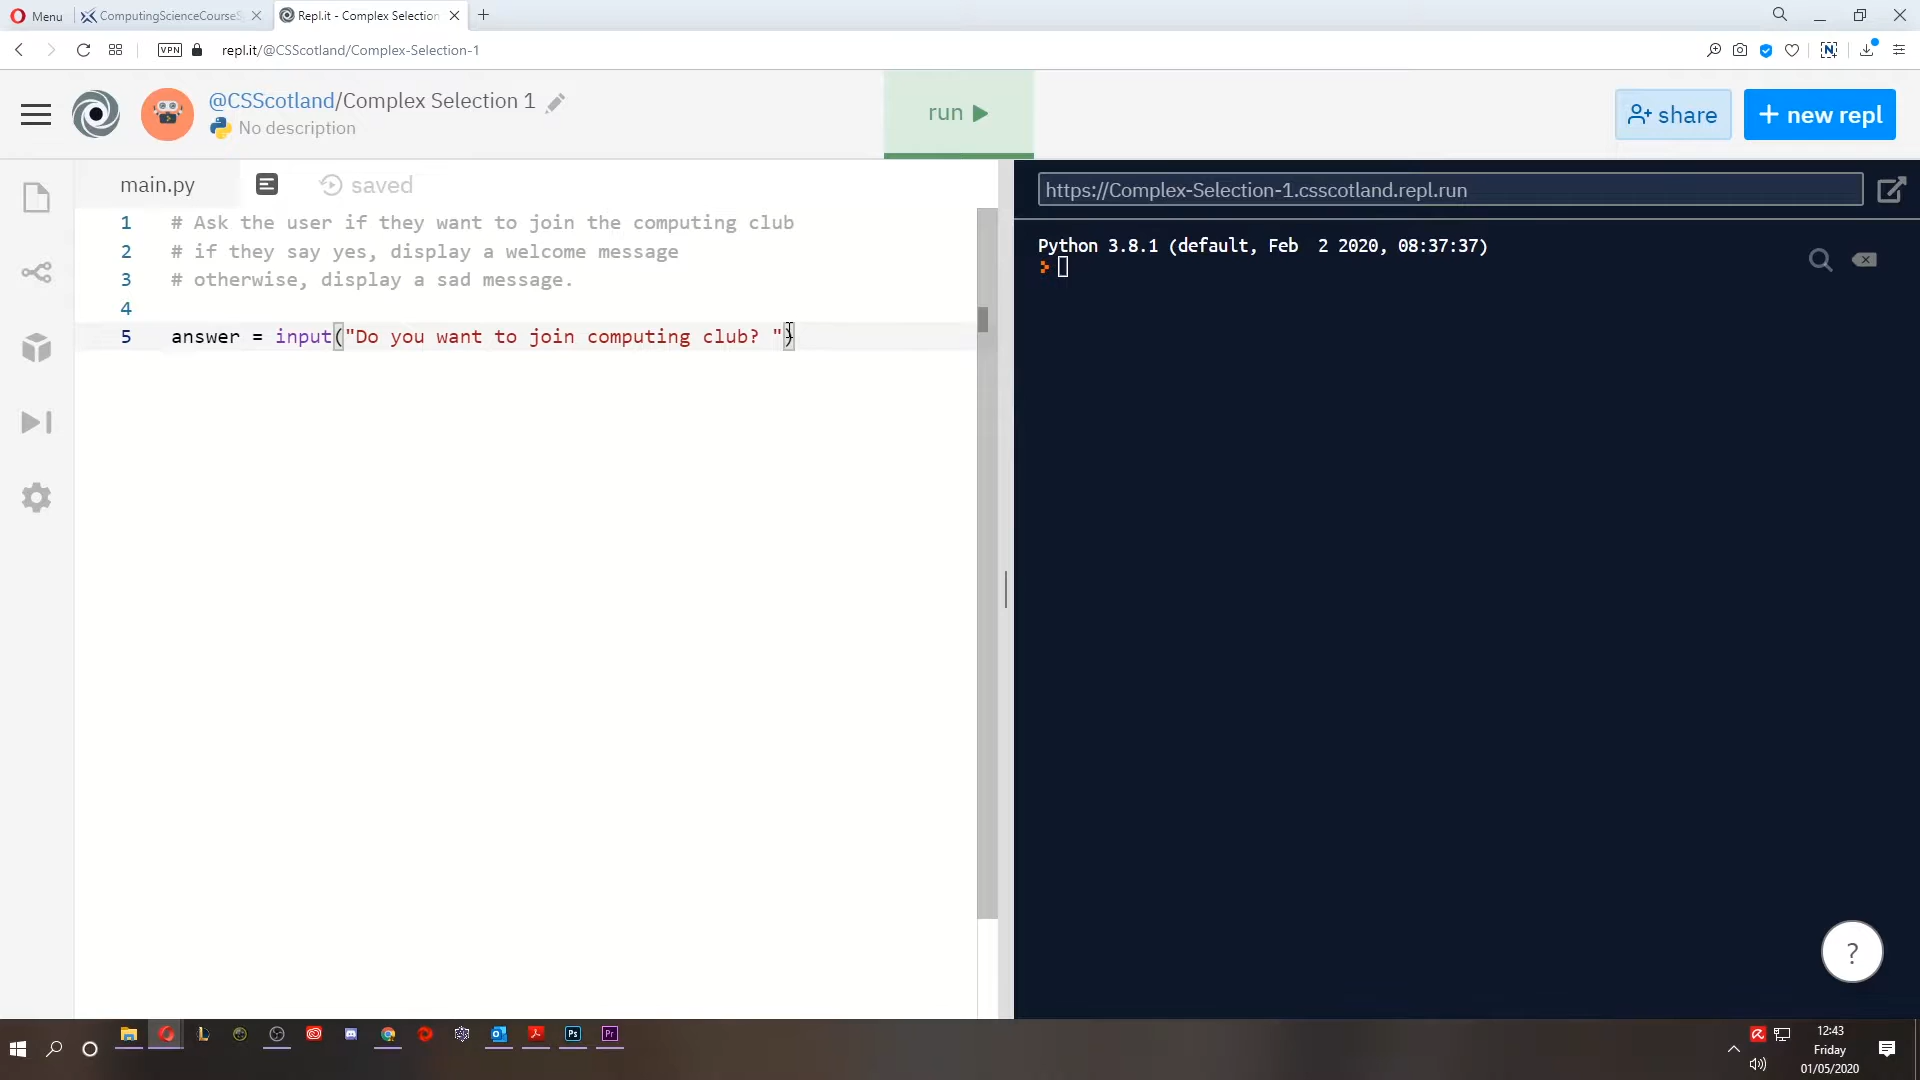 Menu
ComputingScienceCourseS
Repl.it - Complex Selection
VPN
repl.it/@CSScotland/Complex-Selection-1
N
@CSScotland/Complex Selection 1
No description
run
share
+ new repl
main.py
saved
https://Complex-Selection-1.csscotland.repl.run
1 # Ask the user if they want to join the computing club
2 # if they say yes, display a welcome message
3 # otherwise, display a sad message.
4
5 answer = input("Do you want to join computing club? ")
Python 3.8.1 (default, Feb  2 2020, 08:37:37)
?
Ps
Pr
12:43
Friday
01/05/2020